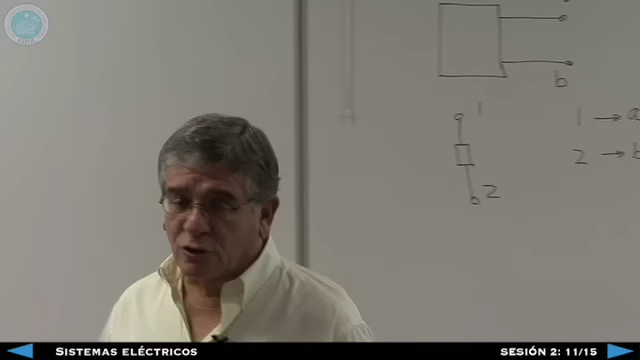 b
1
1 → a
2 → b
2
SISTEMAS ELÉCTRICOS
SESIÓN 2: 11/15